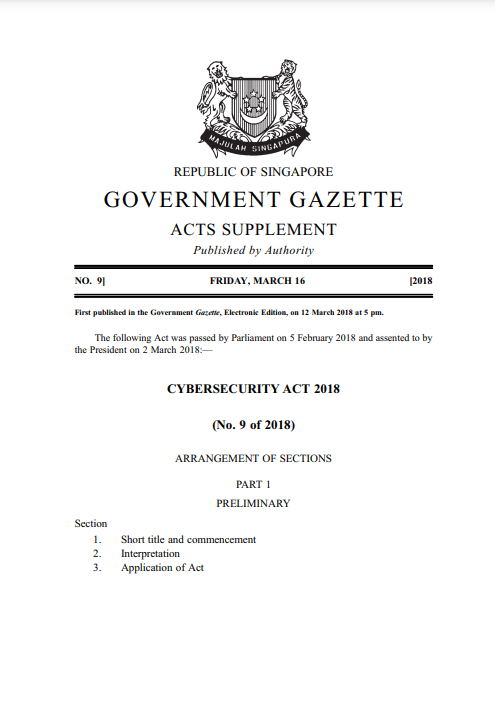 MAJULAH SINGAPURA
REPUBLIC OF SINGAPORE
GOVERNMENT GAZETTE
ACTS SUPPLEMENT
Published by Authority
NO. 9] FRIDAY, MARCH 16 [2018
First published in the Government Gazette, Electronic Edition, on 12 March 2018 at 5 pm.
The following Act was passed by Parliament on 5 February 2018 and assented to by
the President on 2 March 2018:—
CYBERSECURITY ACT 2018
(No. 9 of 2018)
ARRANGEMENT OF SECTIONS
PART 1
PRELIMINARY
Section
1. Short title and commencement
2. Interpretation
3. Application of Act